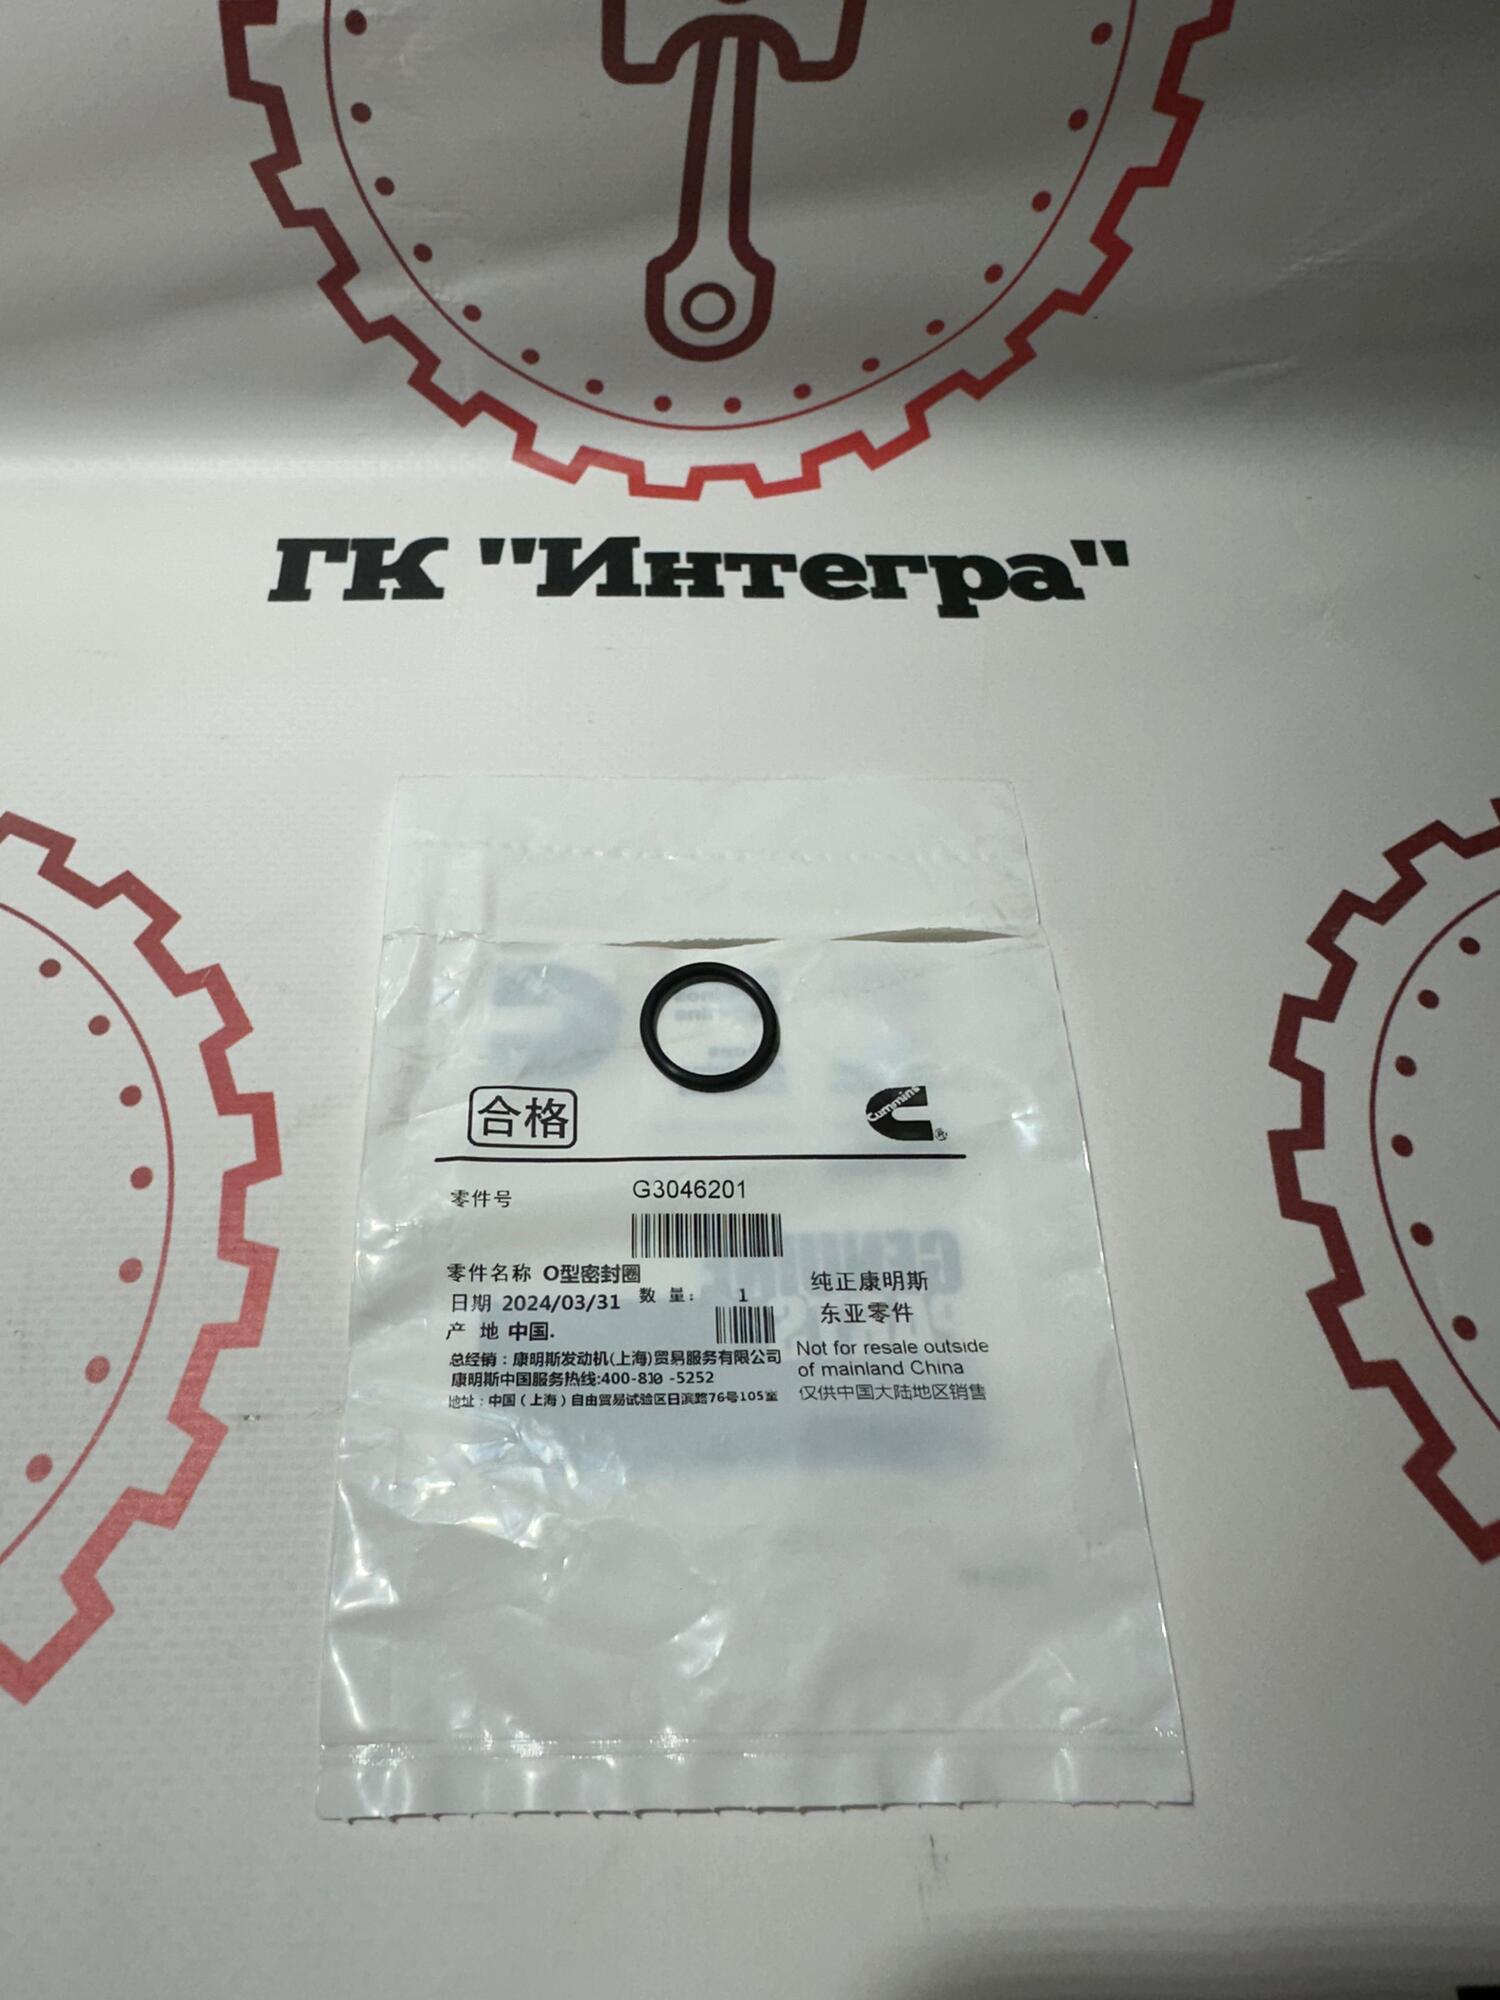 ГК "Интегра"
合格
Cummins
®
零件号
G3046201
零件名称 O型密封圈
日期 2024/03/31 数 量: 1
产 地 中国.
总经销：康明斯发动机(上海)贸易服务有限公司
康明斯中国服务热线:400-810 -5252
地址：中国（上海）自由贸易试验区日滨路76号105室
纯正康明斯
东亚零件
Not for resale outside
of mainland China
仅供中国大陆地区销售